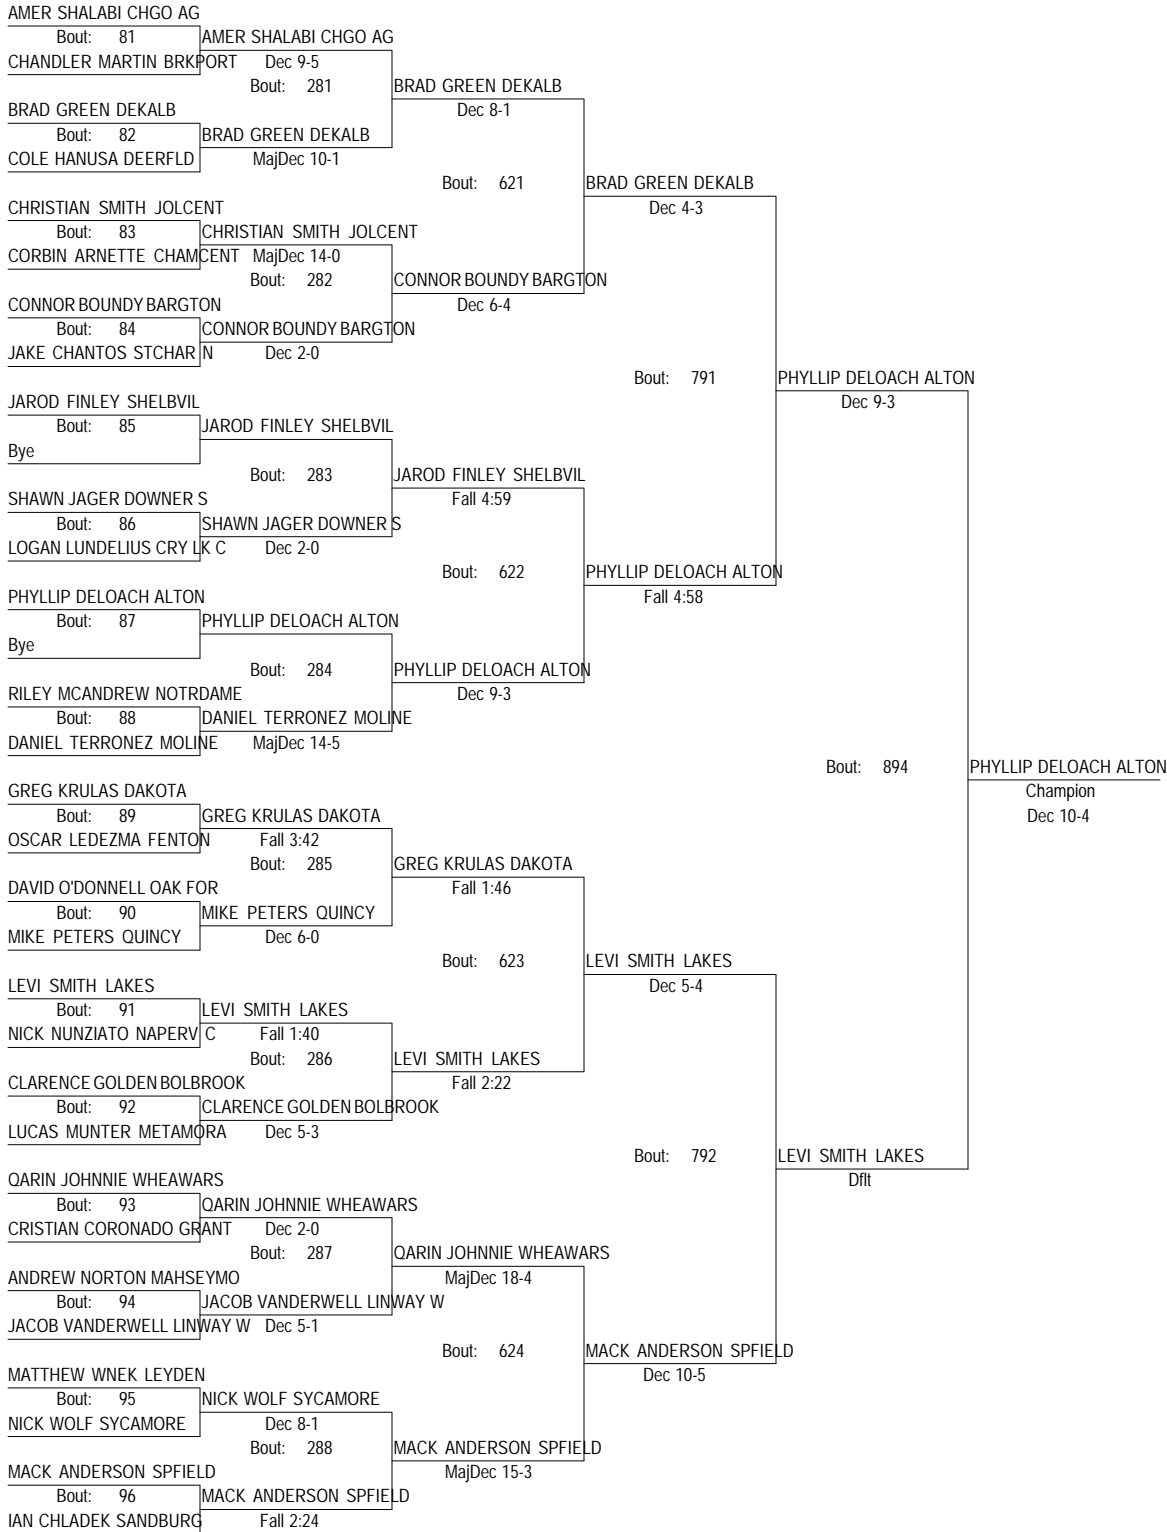 AMER SHALABI CHGO AG
Bout: 81
AMER SHALABI CHGO AG
CHANDLER MARTIN BRKPORT
Dec 9-5
Bout: 281
BRAD GREEN DEKALB
Dec 8-1
BRAD GREEN DEKALB
Bout: 82
BRAD GREEN DEKALB
COLE HANUSA DEERFLD
MajDec 10-1
Bout: 621
BRAD GREEN DEKALB
Dec 4-3
CHRISTIAN SMITH JOLCENT
Bout: 83
CHRISTIAN SMITH JOLCENT
CORBIN ARNETTE CHAMCENT
MajDec 14-0
Bout: 282
CONNOR BOUNDY BARGTON
Dec 6-4
CONNOR BOUNDY BARGTON
Bout: 84
CONNOR BOUNDY BARGTON
JAKE CHANTOS STCHAR N
Dec 2-0
Bout: 791
PHYLLIP DELOACH ALTON
Dec 9-3
JAROD FINLEY SHELBVIL
Bout: 85
JAROD FINLEY SHELBVIL
Bye
Bout: 283
JAROD FINLEY SHELBVIL
Fall 4:59
SHAWN JAGER DOWNER S
Bout: 86
SHAWN JAGER DOWNER S
LOGAN LUNDELIUS CRY LK C
Dec 2-0
Bout: 622
PHYLLIP DELOACH ALTON
Fall 4:58
PHYLLIP DELOACH ALTON
Bout: 87
PHYLLIP DELOACH ALTON
Bye
Bout: 284
PHYLLIP DELOACH ALTON
Dec 9-3
RILEY MCANDREW NOTRDAME
Bout: 88
DANIEL TERRONEZ MOLINE
DANIEL TERRONEZ MOLINE
MajDec 14-5
Bout: 894
PHYLLIP DELOACH ALTON
Champion
Dec 10-4
GREG KRULAS DAKOTA
Bout: 89
GREG KRULAS DAKOTA
OSCAR LEDEZMA FENTON
Fall 3:42
Bout: 285
GREG KRULAS DAKOTA
Fall 1:46
DAVID O'DONNELL OAK FOR
Bout: 90
MIKE PETERS QUINCY
MIKE PETERS QUINCY
Dec 6-0
Bout: 623
LEVI SMITH LAKES
Dec 5-4
LEVI SMITH LAKES
Bout: 91
LEVI SMITH LAKES
NICK NUNZIATO NAPERV C
Fall 1:40
Bout: 286
LEVI SMITH LAKES
Fall 2:22
CLARENCE GOLDEN BOLBROOK
Bout: 92
CLARENCE GOLDEN BOLBROOK
LUCAS MUNTER METAMORA
Dec 5-3
Bout: 792
LEVI SMITH LAKES
Dflt
QARIN JOHNNIE WHEAWARS
Bout: 93
QARIN JOHNNIE WHEAWARS
CRISTIAN CORONADO GRANT
Dec 2-0
Bout: 287
QARIN JOHNNIE WHEAWARS
MajDec 18-4
ANDREW NORTON MAHSEYMO
Bout: 94
JACOB VANDERWELL LINWAY W
JACOB VANDERWELL LINWAY W
Dec 5-1
Bout: 624
MACK ANDERSON SPFIELD
Dec 10-5
MATTHEW WNEK LEYDEN
Bout: 95
NICK WOLF SYCAMORE
NICK WOLF SYCAMORE
Dec 8-1
Bout: 288
MACK ANDERSON SPFIELD
MajDec 15-3
MACK ANDERSON SPFIELD
Bout: 96
MACK ANDERSON SPFIELD
IAN CHLADEK SANDBURG
Fall 2:24